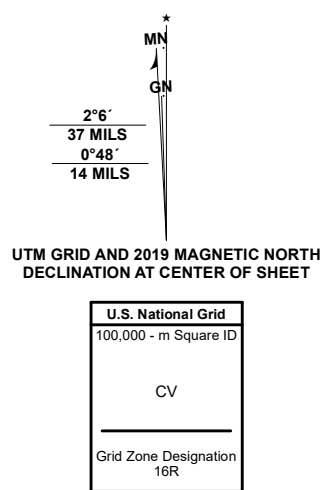 ★
MN
GN
2°6´
37 MILS
0°48´
14 MILS
UTM GRID AND 2019 MAGNETIC NORTH
DECLINATION AT CENTER OF SHEET
U.S. National Grid
100,000 - m Square ID
CV
Grid Zone Designation
16R